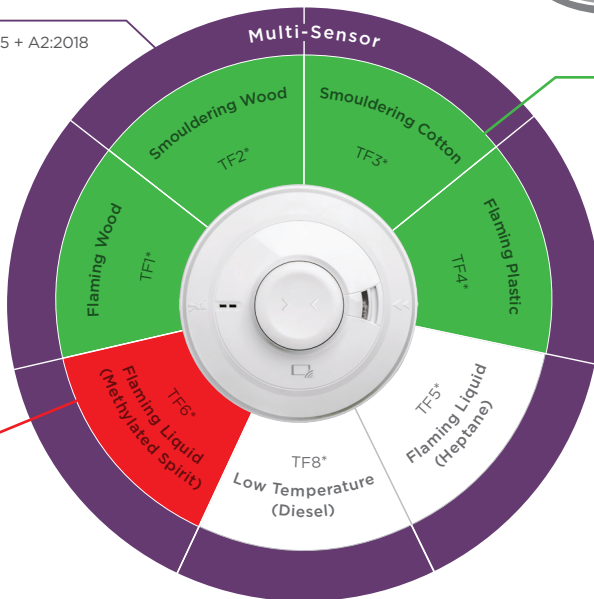 5 + A2:2018
Multi-Sensor
Smouldering Wood
TF2*
Smouldering Cotton
TF3*
Flaming Wood
TF1*
Flaming Plastic
TF4*
TF6*
Flaming Liquid
(Methylated Spirit)
TF5*
Flaming Liquid
(Heptane)
TF8*
Low Temperature
(Diesel)